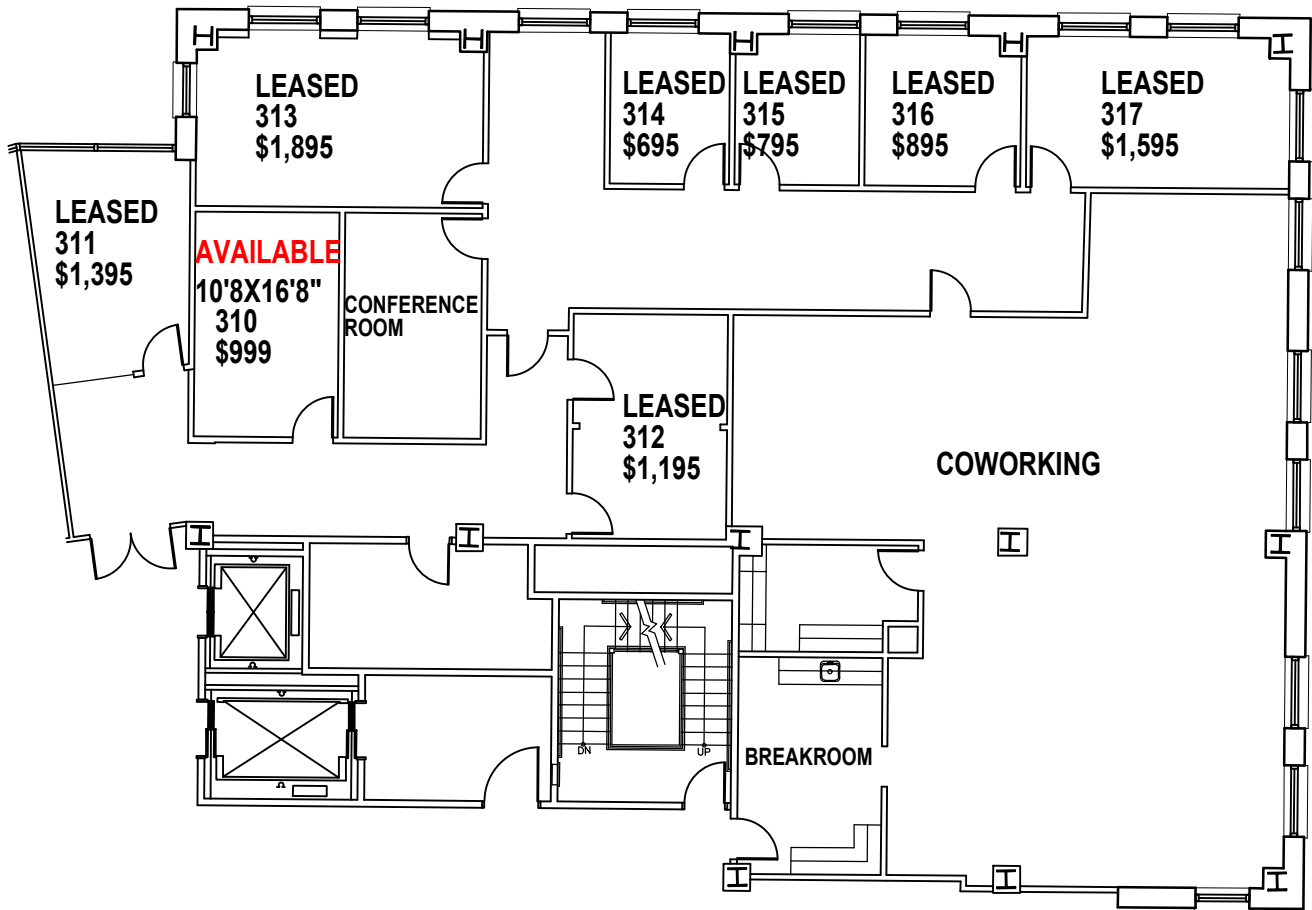 LEASED
313
$1,895
LEASED
314
$695
LEASED
315
$795
LEASED
316
$895
LEASED
317
$1,595
LEASED
311
$1,395
AVAILABLE
10'8X16'8"
310
$999
CONFERENCE
ROOM
LEASED
312
$1,195
COWORKING
DN
UP
BREAKROOM